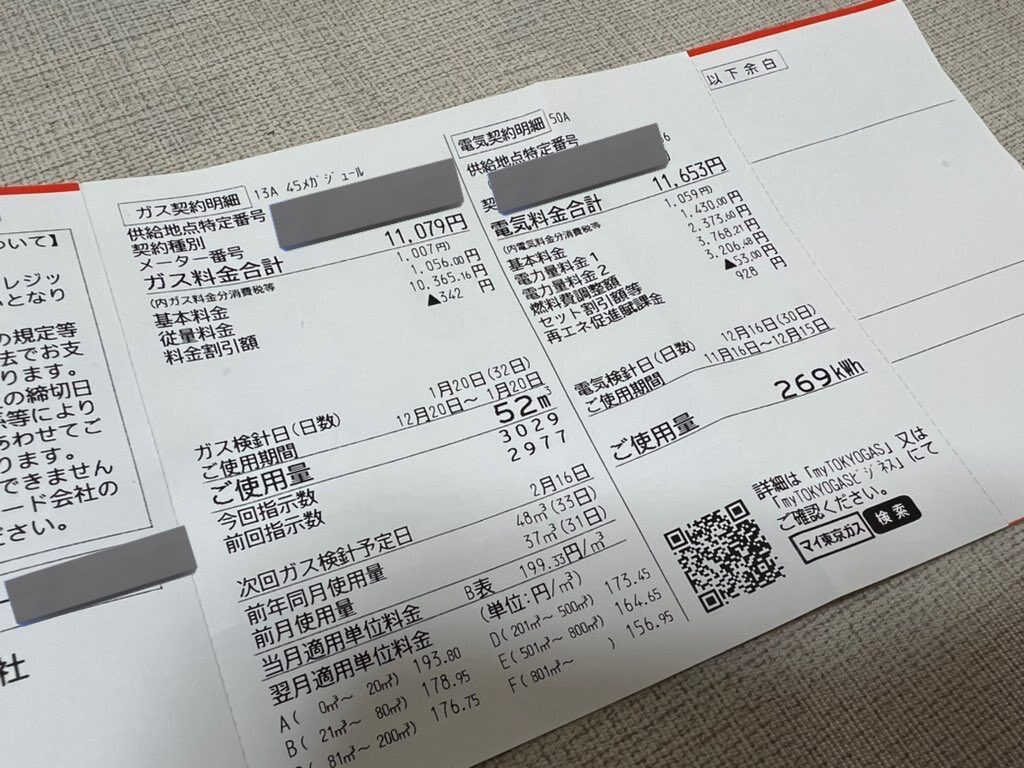 ついて】
レジッ
となり
の規定等
法でお支
ります。
の締切日
系等により
あわせてご
ります。
できません
ード会社の
ださい。
社
ガス契約明細
13A 45メガジュール
供給地点特定番号
契約種別
メーター番号
ガス料金合計 11,079円
(内ガス料金分消費税等 1,007円)
基本料金 1,056.00円
従量料金 10,365.16円
料金割引額 ▲342 円
ガス検針日(日数) 1月20日(32日)
ご使用期間 12月20日~ 1月20日
ご使用量 52m³
今回指示数 3029
前回指示数 2977
次回ガス検針予定日 2月16日
前年同月使用量 48m³(33日)
前月使用量 37m³(31日)
当月適用単位料金 B表 199.33円/m³
翌月適用単位料金 (単位:円/m³)
A( 0m³~ 20m³) 193.80
B( 21m³~ 80m³) 178.95
81m³~ 200m³) 176.75
D(201m³~ 500m³) 173.45
E(501m³~ 800m³) 164.65
F(801m³~ ) 156.95
電気契約明細
50A
供給地点特定番号 6
契
電気料金合計 11,653円
(内電気料金分消費税等 1,059円)
基本料金 1,430.00円
電力量料金1 2,373.60円
電力量料金2 3,768.21円
燃料費調整額 3,206.48円
セット割引額等 ▲53.00円
再エネ促進賦課金 928 円
電気検針日(日数) 12月16日(30日)
ご使用期間 11月16日~12月15日
ご使用量 269kWh
詳細は「myTOKYOGAS」又は
「myTOKYOGASビジネス」にて
ご確認ください。
マイ東京ガス 検索
以下余白